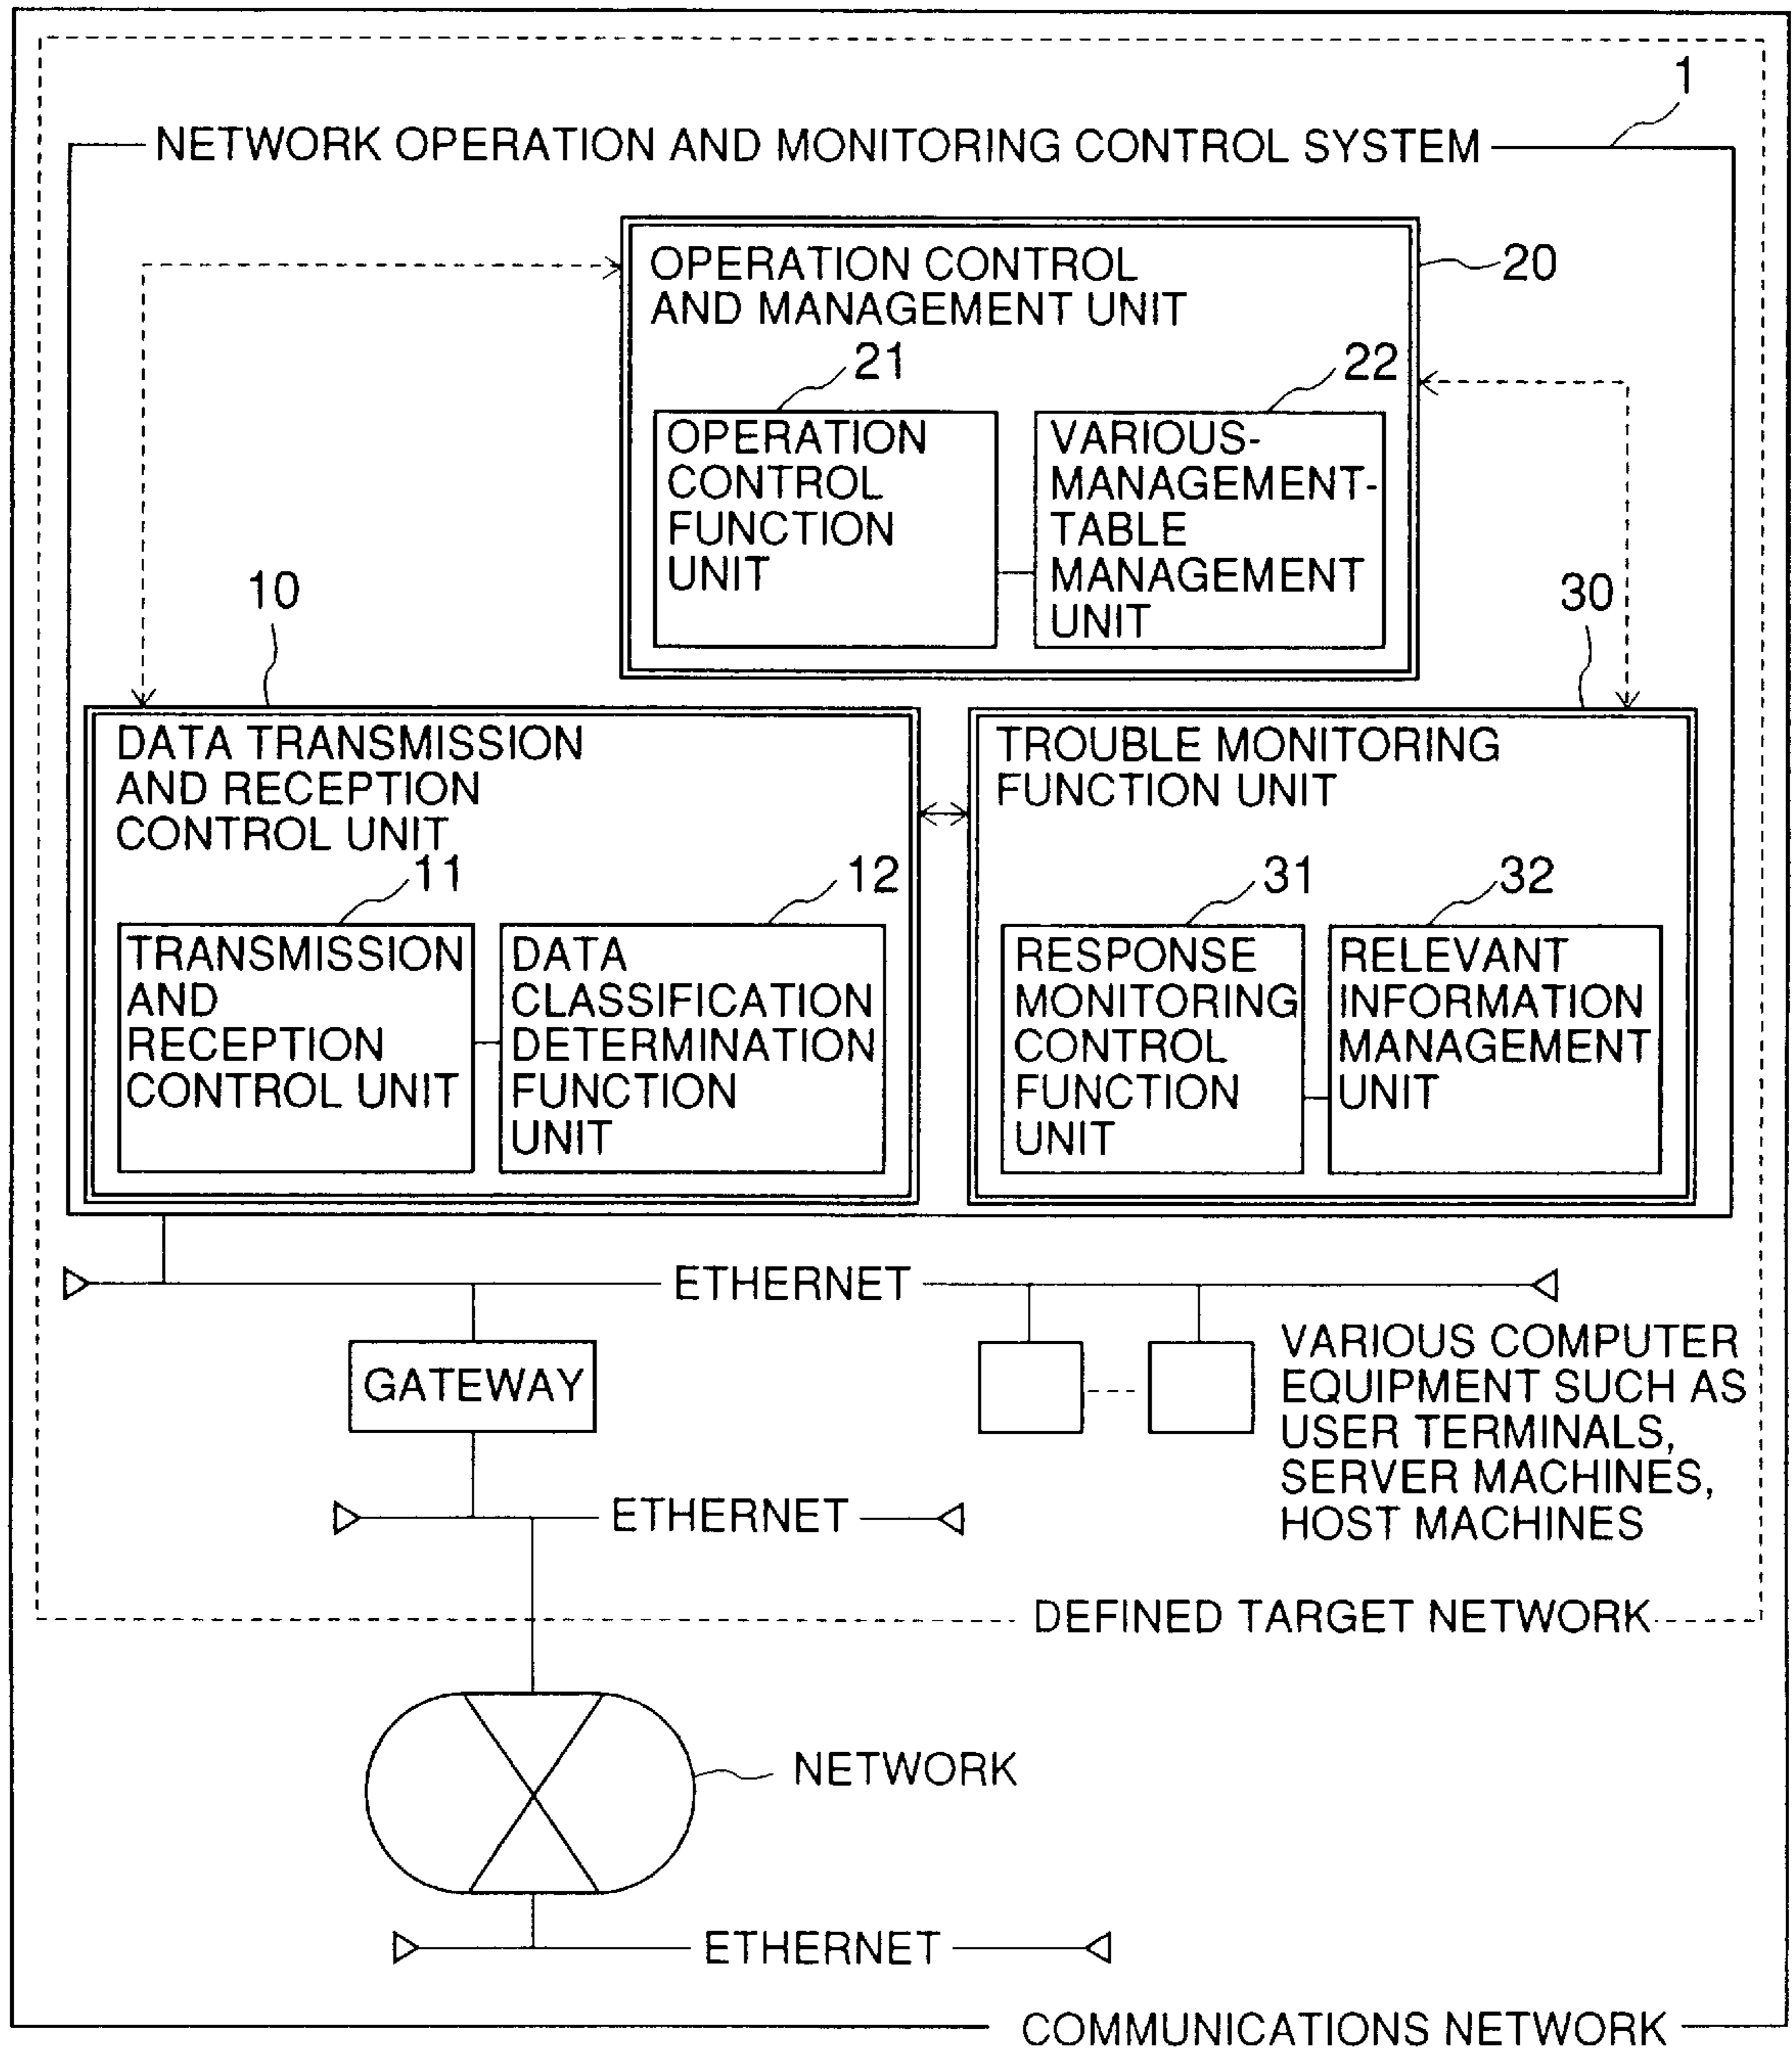 1
NETWORK OPERATION AND MONITORING CONTROL SYSTEM
20
OPERATION CONTROL
AND MANAGEMENT UNIT
21
22
OPERATION
CONTROL
FUNCTION
UNIT
VARIOUS-
MANAGEMENT-
TABLE
MANAGEMENT
UNIT
10
30
DATA TRANSMISSION
AND RECEPTION
CONTROL UNIT
11
12
TRANSMISSION
AND
RECEPTION
CONTROL UNIT
DATA
CLASSIFICATION
DETERMINATION
FUNCTION
UNIT
TROUBLE MONITORING
FUNCTION UNIT
31
32
RESPONSE
MONITORING
CONTROL
FUNCTION
UNIT
RELEVANT
INFORMATION
MANAGEMENT
UNIT
ETHERNET
GATEWAY
VARIOUS COMPUTER
EQUIPMENT SUCH AS
USER TERMINALS,
SERVER MACHINES,
HOST MACHINES
ETHERNET
DEFINED TARGET NETWORK
NETWORK
ETHERNET
COMMUNICATIONS NETWORK